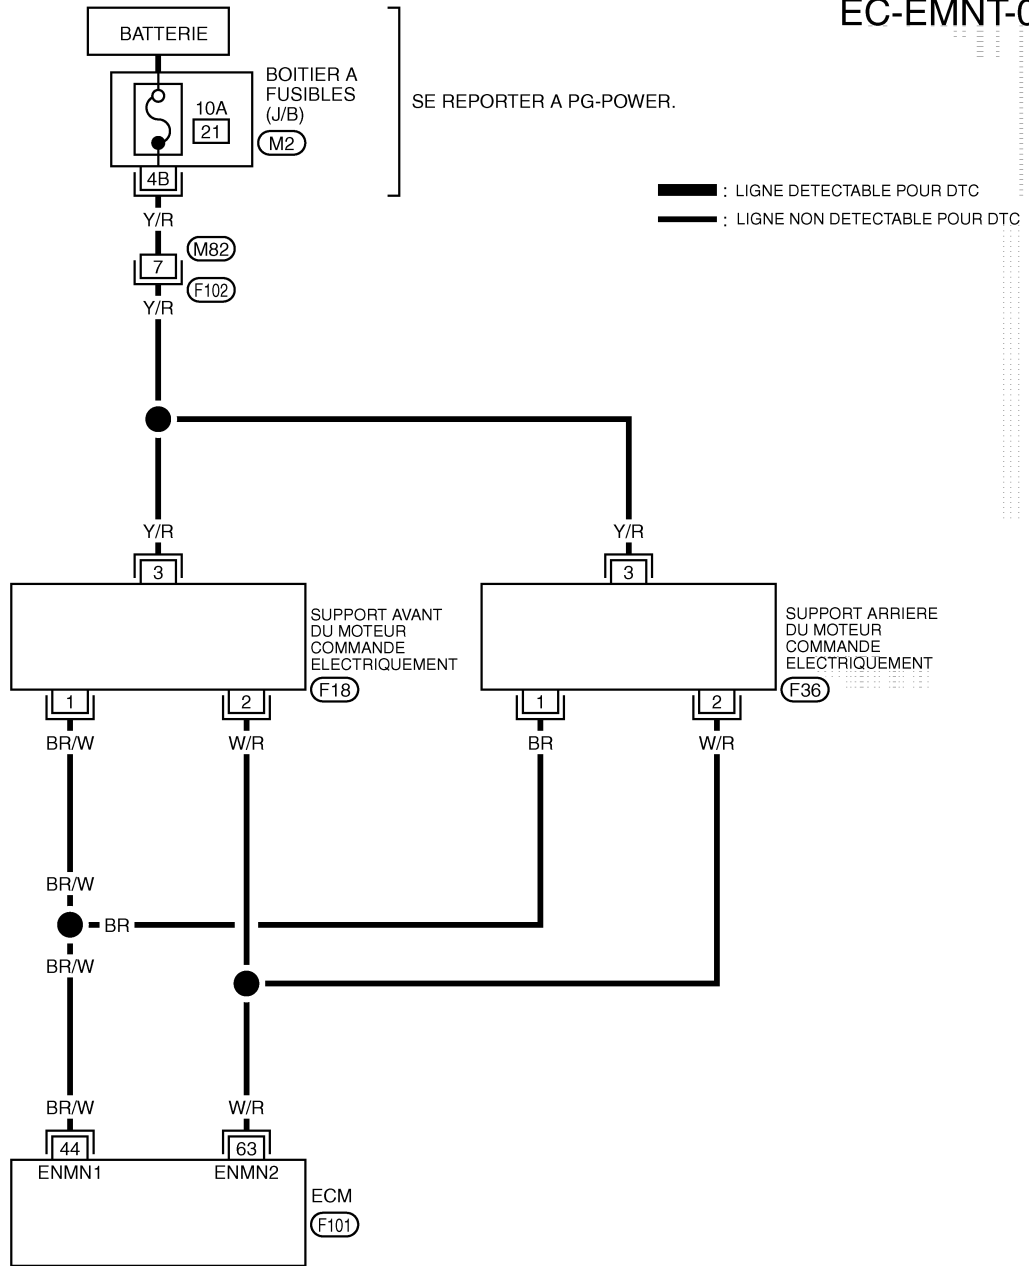 EC-EMNT-0
BATTERIE
BOITIER A
FUSIBLES
(J/B)
10A
21
M2
SE REPORTER A PG-POWER.
4B
Y/R
M82
7
F102
Y/R
: LIGNE DETECTABLE POUR DTC
: LIGNE NON DETECTABLE POUR DTC
Y/R
Y/R
3
3
SUPPORT AVANT
DU MOTEUR
COMMANDE
ELECTRIQUEMENT
F18
SUPPORT ARRIERE
DU MOTEUR
COMMANDE
ELECTRIQUEMENT
F36
1
2
1
2
BR/W
W/R
BR
W/R
BR/W
BR
BR/W
BR/W
W/R
44
63
ENMN1
ENMN2
ECM
F101